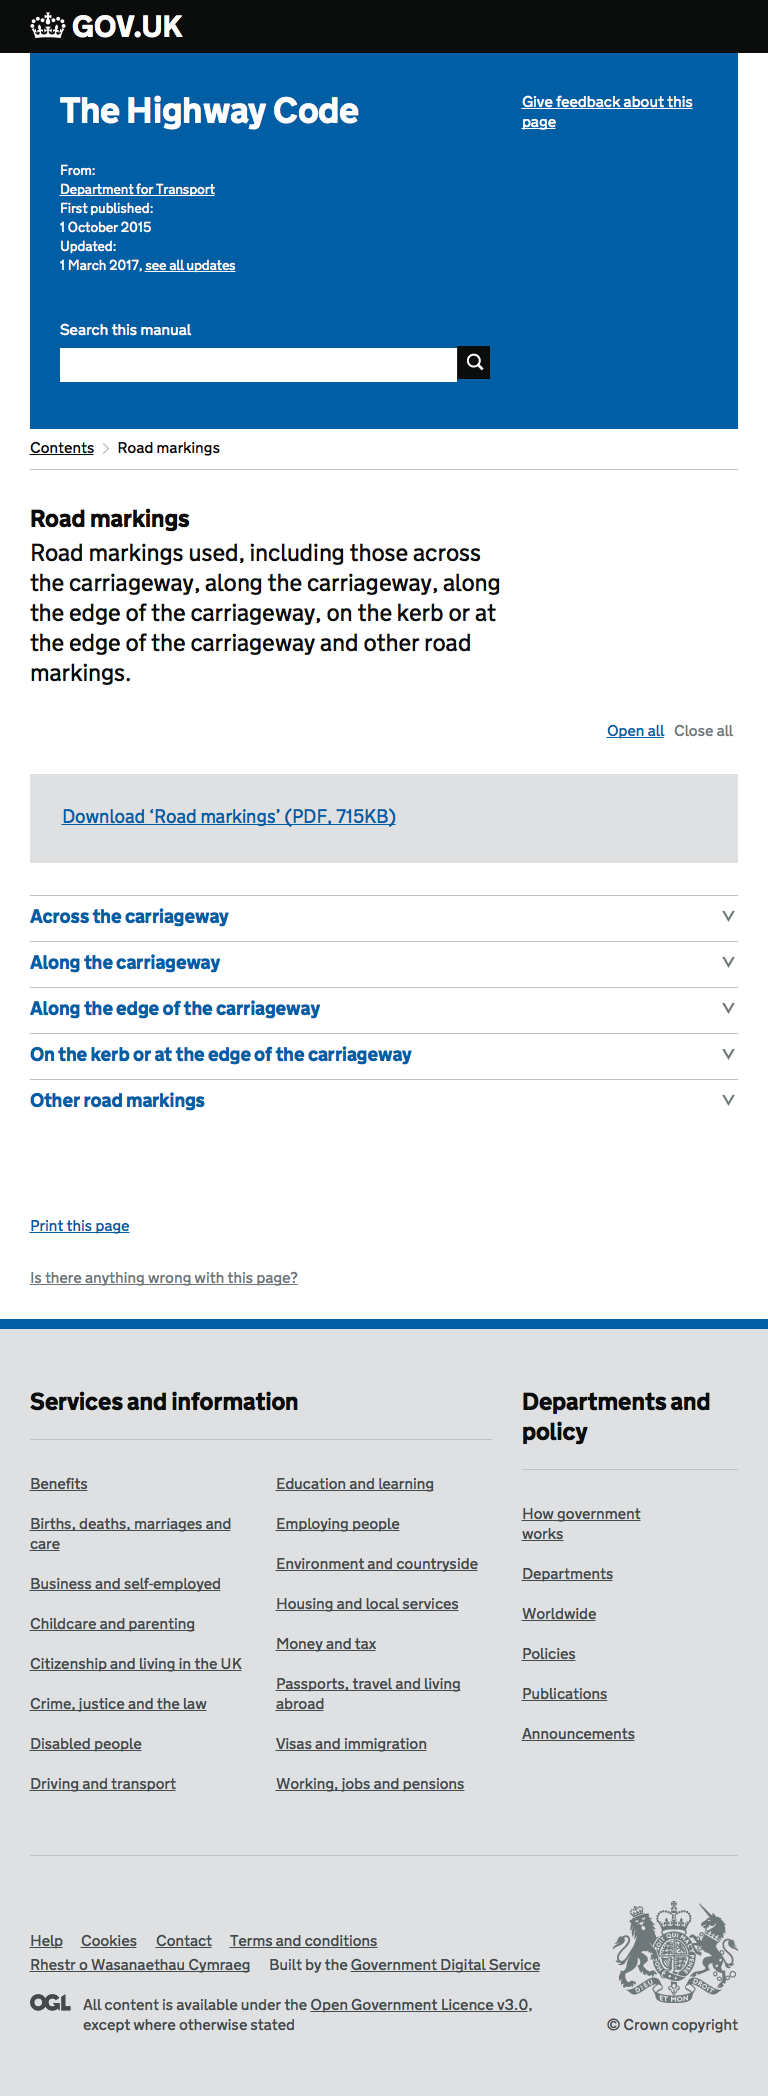 GOV.UK
The Highway Code
Give feedback about this
page
From:
Department for Transport
First published:
1 October 2015
Updated:
1 March 2017, see all updates
Search this manual
Contents
Road markings
Road markings
Road markings used, including those across
the carriageway, along the carriageway, along
the edge of the carriageway, on the kerb or at
the edge of the carriageway and other road
markings.
Open all Close all
Download ‘Road markings’ (PDF, 715KB)
Across the carriageway
Along the carriageway
Along the edge of the carriageway
On the kerb or at the edge of the carriageway
Other road markings
Print this page
Is there anything wrong with this page?
Services and information
Benefits
Births, deaths, marriages and
care
Business and self-employed
Childcare and parenting
Citizenship and living in the UK
Crime, justice and the law
Disabled people
Driving and transport
Education and learning
Employing people
Environment and countryside
Housing and local services
Money and tax
Passports, travel and living
abroad
Visas and immigration
Working, jobs and pensions
Departments and
policy
How government
works
Departments
Worldwide
Policies
Publications
Announcements
Help Cookies Contact Terms and conditions
Rhestr o Wasanaethau Cymraeg Built by the Government Digital Service
OGL All content is available under the Open Government Licence v3.0,
except where otherwise stated
DIEU ET MON DROIT
© Crown copyright